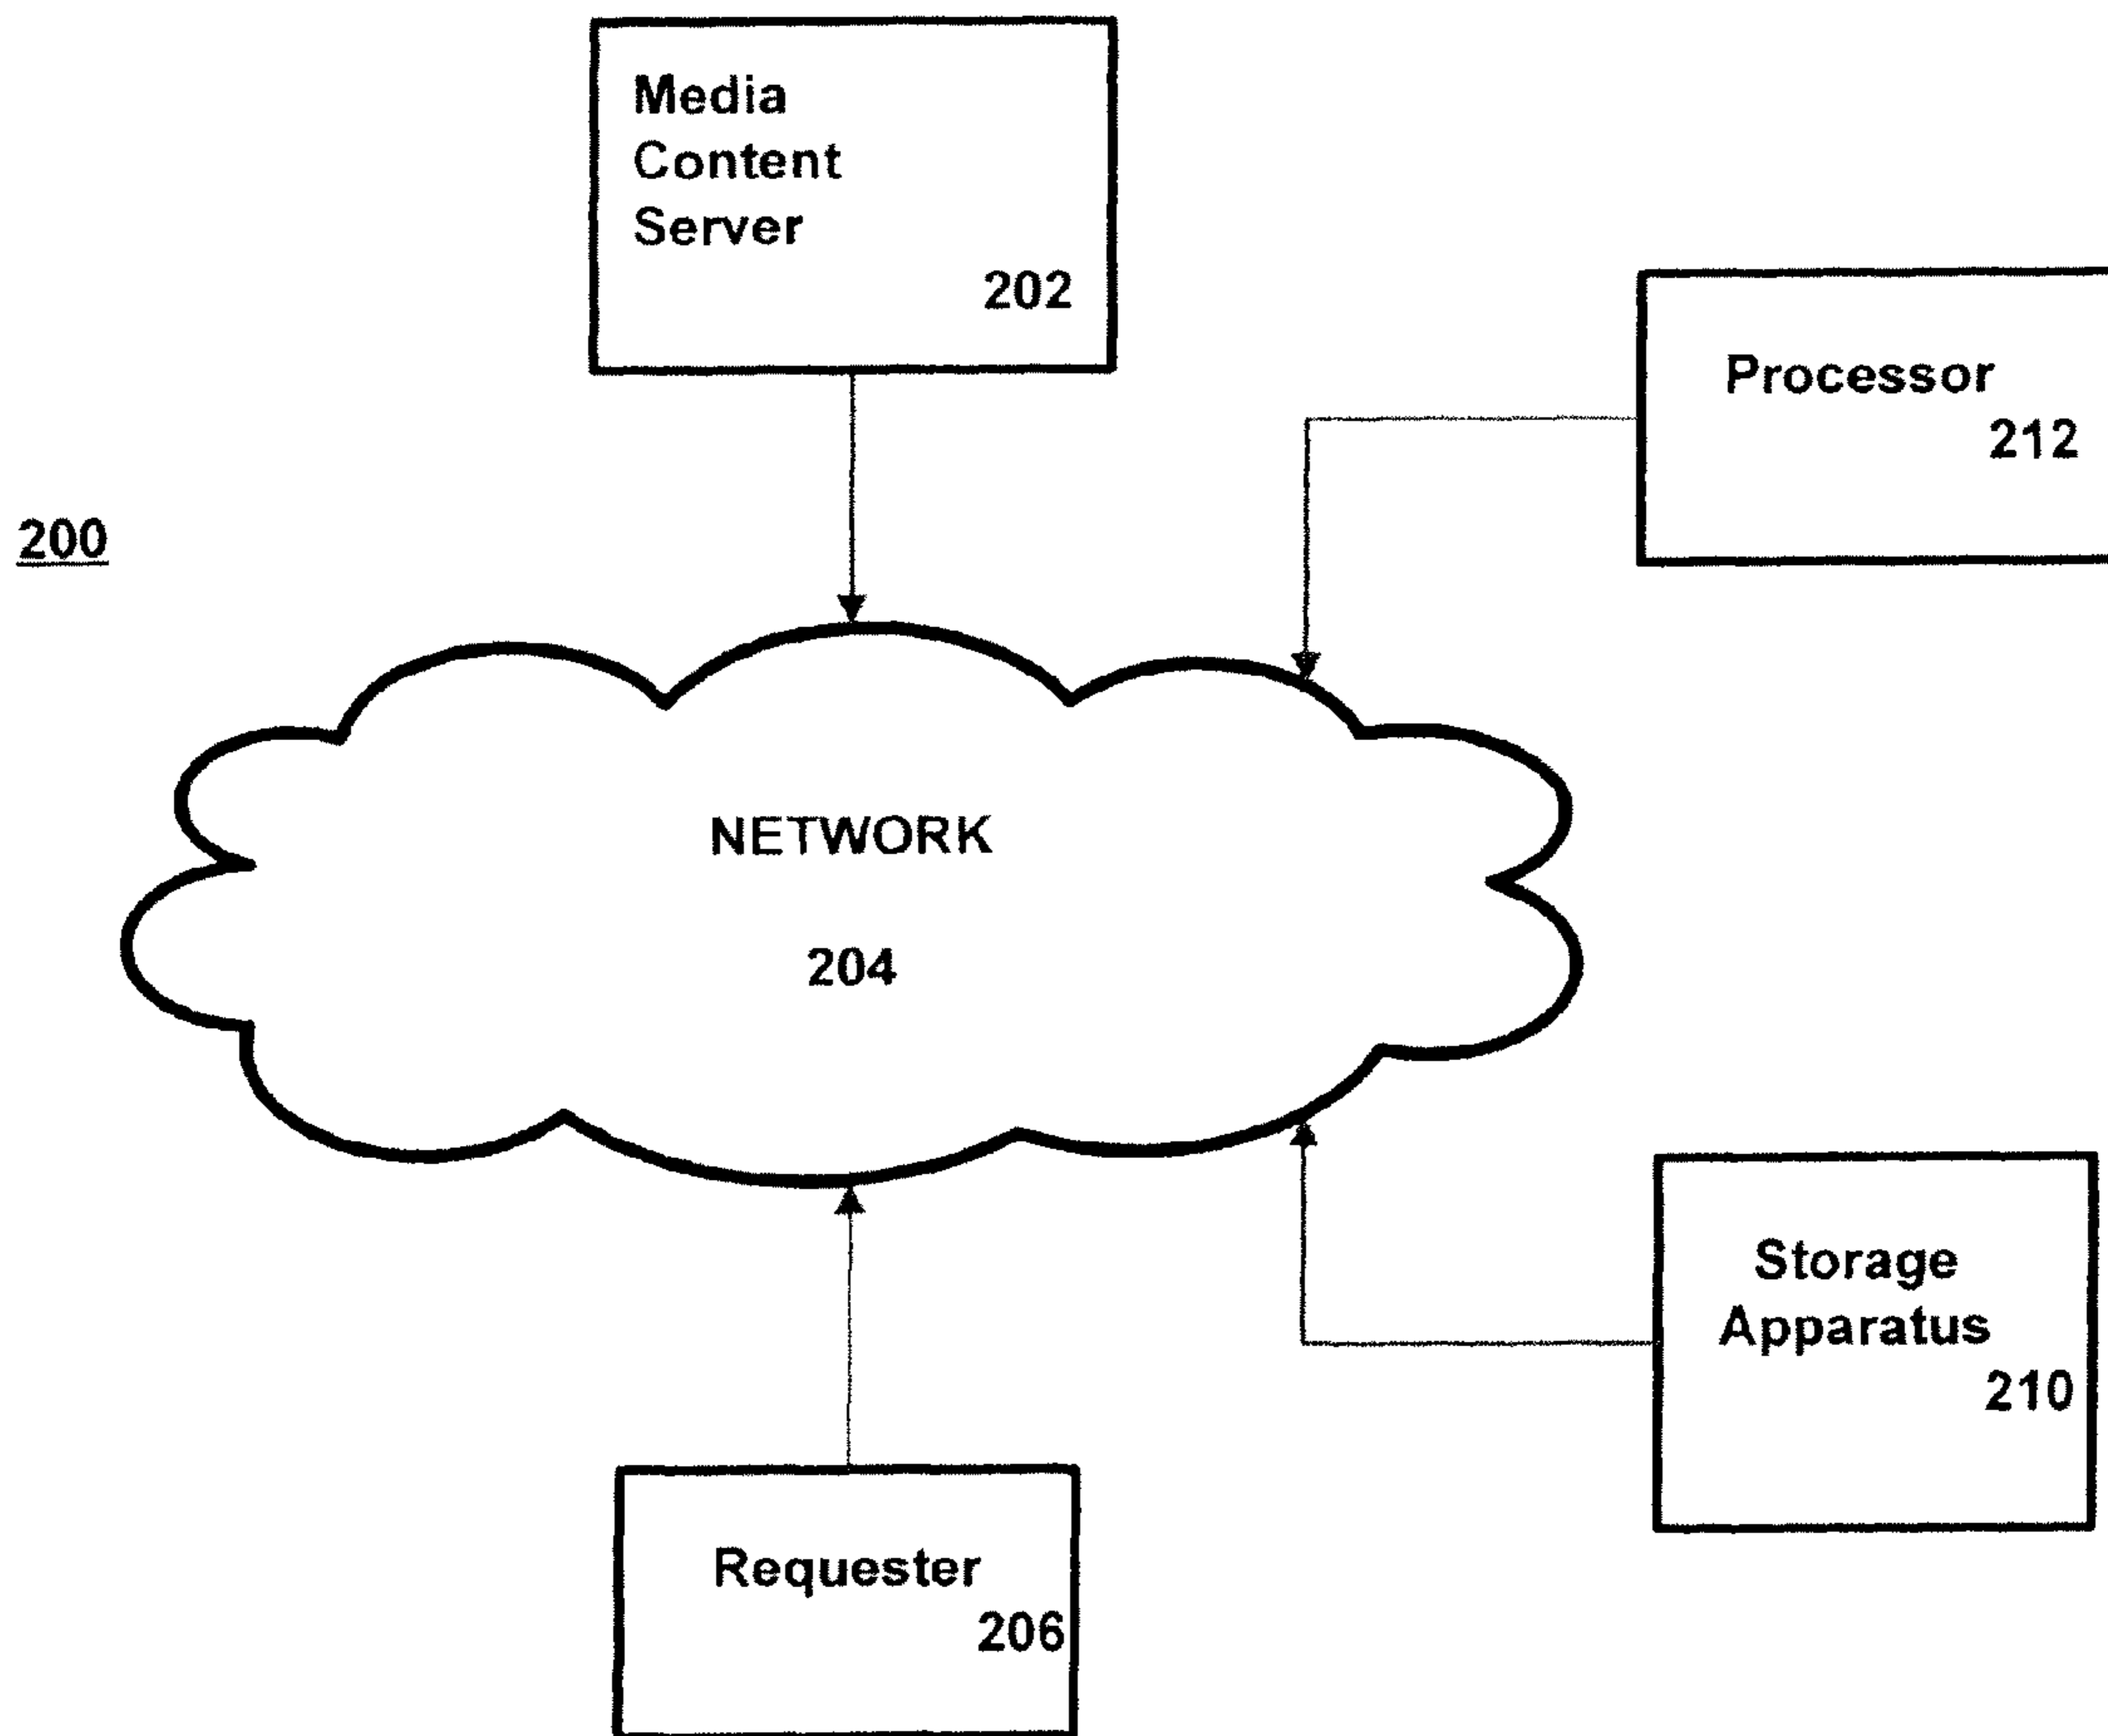 Media
Content
Server
202
Processor
212
200
NETWORK
204
Storage
Apparatus
210
Requester
206